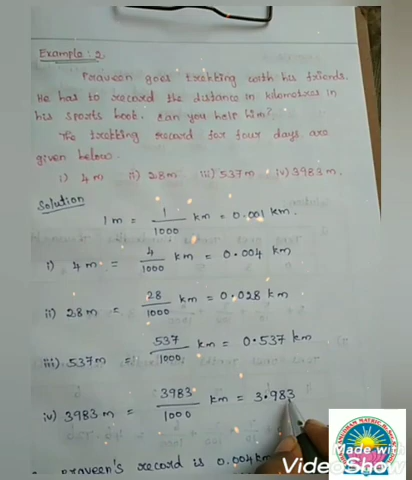 Example : 2.
Praveen goes trekking with his friends.
He has to record the distance in kilometres in
his sports book. Can you help him?
The trekking record for four days are
given below.
i) 4 m ii) 28 m iii) 537 m iv) 3983 m.
Solution
1 m = 1/1000 km = 0.001 km.
i) 4 m = 4/1000 km = 0.004 km
ii) 28 m = 28/1000 km = 0.028 km
iii) 537 m = 537/1000 km = 0.537 km
iv) 3983 m = 3983/1000 km = 3.983
Praveen's record is 0.004 km
Made with
VideoShow